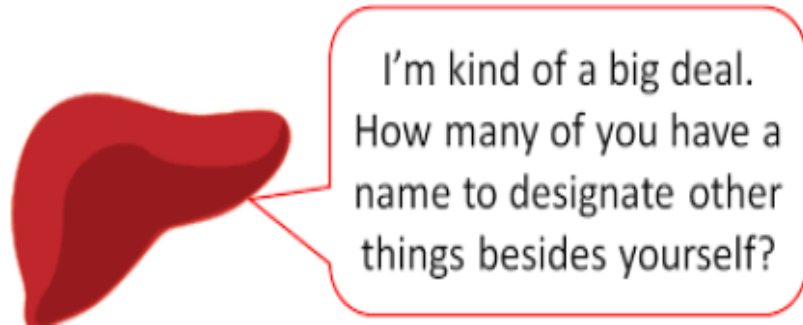 I’m kind of a big deal.
How many of you have a
name to designate other
things besides yourself?